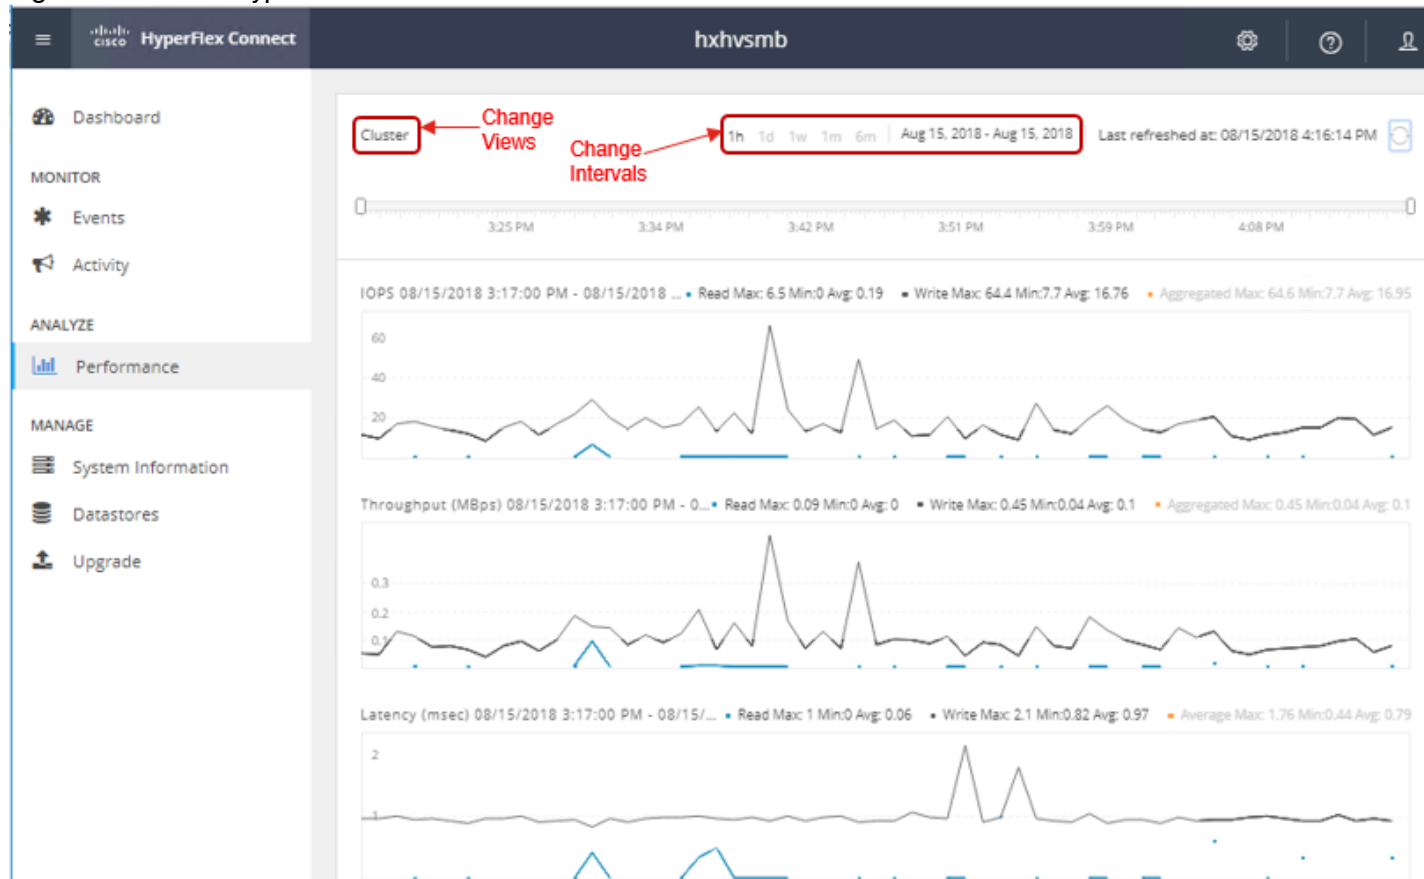 cisco HyperFlex Connect
hxhvsmb
Dashboard
MONITOR
Events
Activity
ANALYZE
Performance
MANAGE
System Information
Datastores
Upgrade
Cluster
Change
Views
Change
Intervals
1h 1d 1w 1m 6m Aug 15, 2018 - Aug 15, 2018 Last refreshed at: 08/15/2018 4:16:14 PM
3:25 PM 3:34 PM 3:42 PM 3:51 PM 3:59 PM 4:08 PM
IOPS 08/15/2018 3:17:00 PM - 08/15/2018 ... Read Max: 6.5 Min:0 Avg: 0.19 Write Max: 64.4 Min:7.7 Avg: 16.76 Aggregated Max: 64.6 Min:7.7 Avg: 16.95
60
40
20
Throughput (MBps) 08/15/2018 3:17:00 PM - 0... Read Max: 0.09 Min:0 Avg: 0 Write Max: 0.45 Min:0.04 Avg: 0.1 Aggregated Max: 0.45 Min:0.04 Avg: 0.1
0.3
0.2
0.1
Latency (msec) 08/15/2018 3:17:00 PM - 08/15/... Read Max: 1 Min:0 Avg: 0.06 Write Max: 2.1 Min:0.82 Avg: 0.97 Average Max: 1.76 Min:0.44 Avg: 0.79
2
1